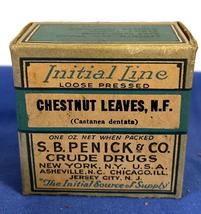 Initial Line
LOOSE PRESSED
CHESTNUT LEAVES, N.F.
(Castanea dentata)
ONE OZ. NET WHEN PACKED
S. B. PENICK & CO.
CRUDE DRUGS
NEW YORK, N.Y., U.S.A.
ASHEVILLE, N.C. CHICAGO, ILL.
JERSEY CITY, N. J.
"The Initial Source of Supply"